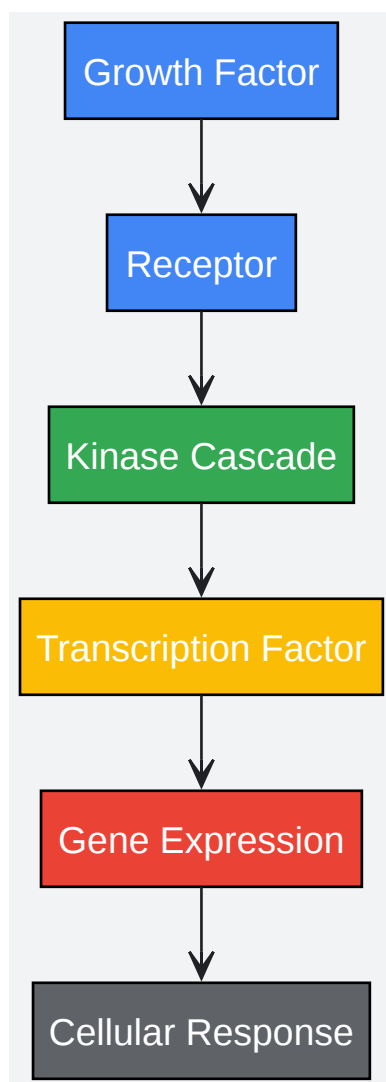 Growth Factor
Receptor
Kinase Cascade
Transcription Factor
Gene Expression
Cellular Response